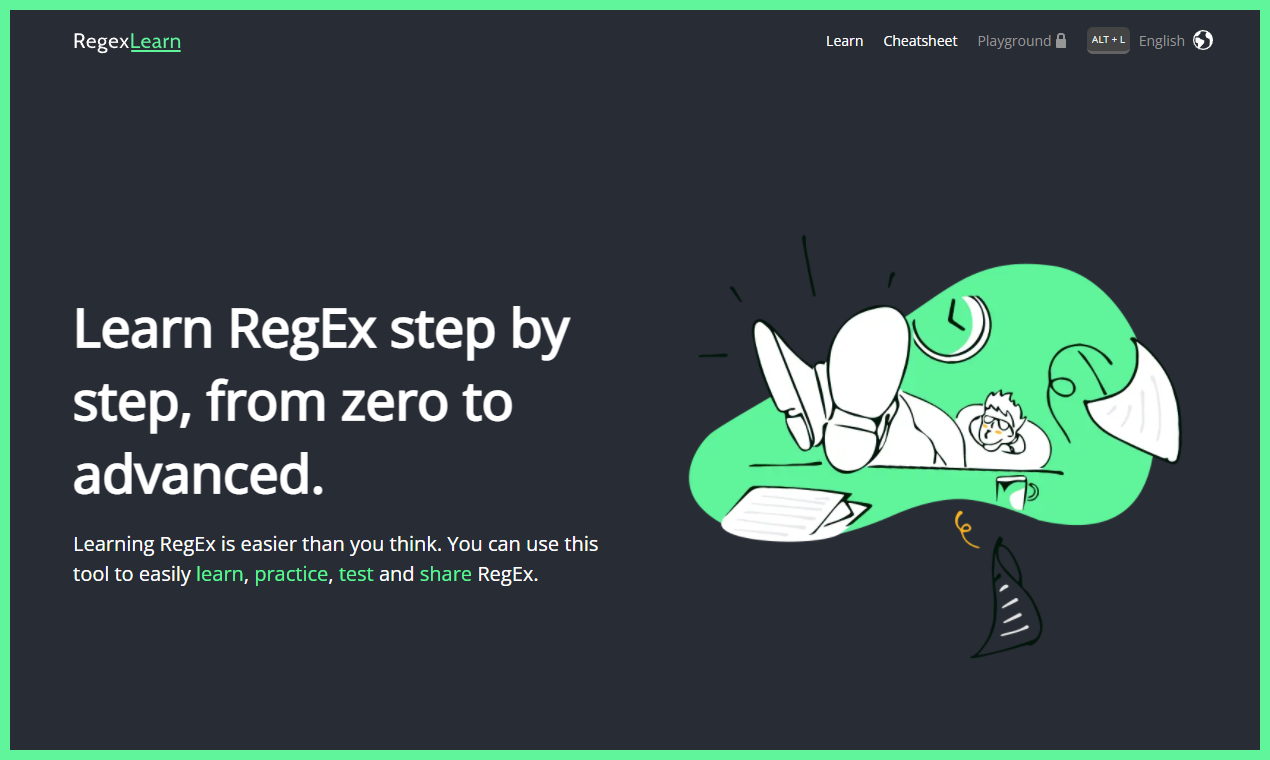 RegexLearn
Learn Cheatsheet Playground ALT + L English
Learn RegEx step by
step, from zero to
advanced.
Learning RegEx is easier than you think. You can use this
tool to easily learn, practice, test and share RegEx.